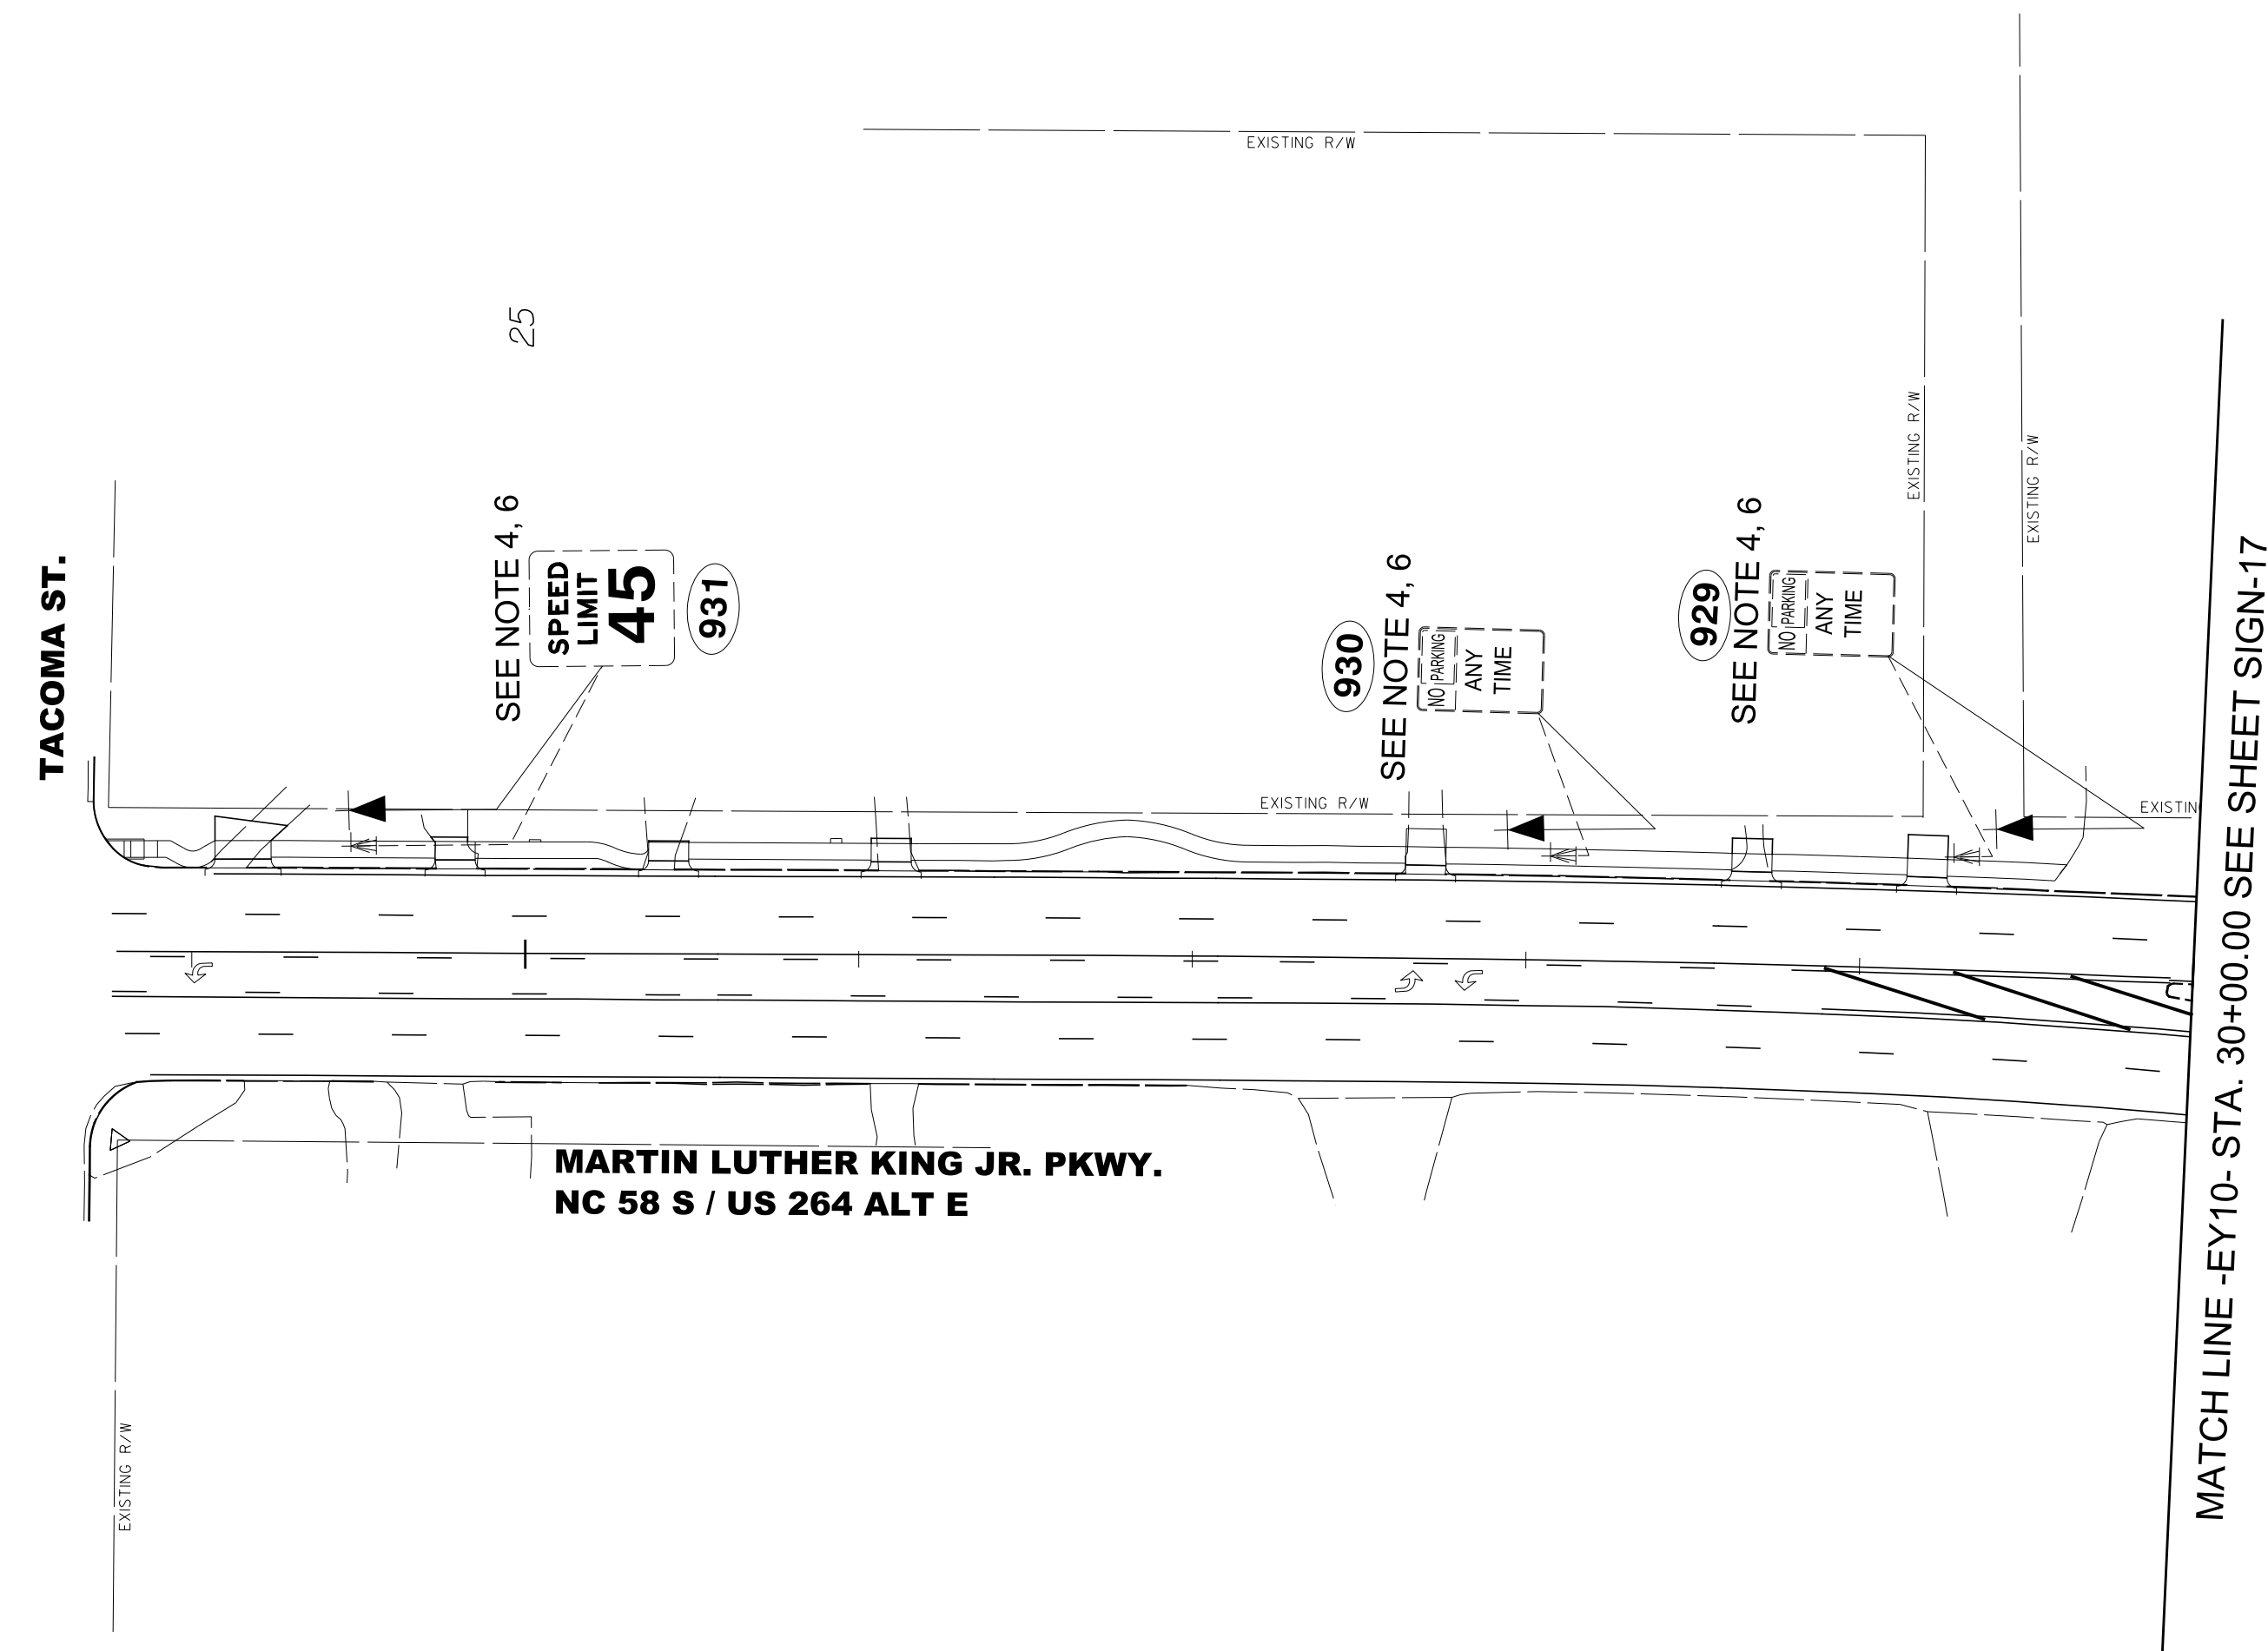 EXISTING R/W
25
EXISTING R/W
EXISTING R/W
TACOMA ST.
SEE NOTE 4, 6
SPEED
LIMIT
45
931
930
SEE NOTE 4, 6
NO PARKING
ANY
TIME
929
SEE NOTE 4, 6
NO PARKING
ANY
TIME
EXISTING R/W
EXISTIN
MATCH LINE -EY10- STA. 30+00.00 SEE SHEET SIGN-17
MARTIN LUTHER KING JR. PKWY.
NC 58 S / US 264 ALT E
EXISTING R/W